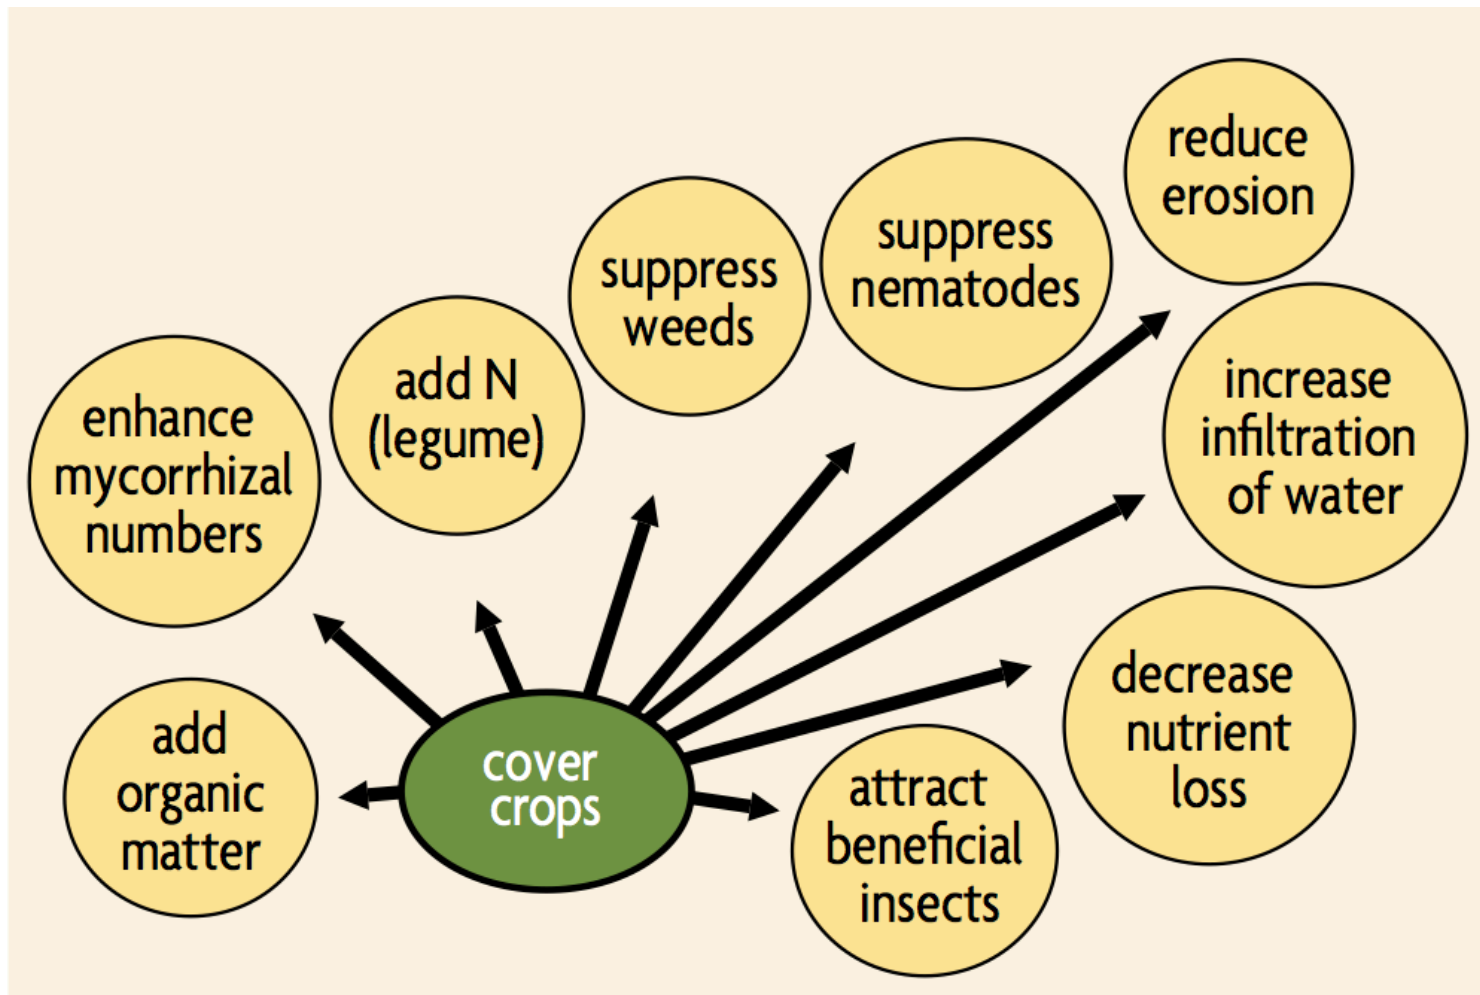 reduce
erosion
suppress
nematodes
suppress
weeds
add N
(legume)
increase
infiltration
of water
enhance
mycorrhizal
numbers
decrease
nutrient
loss
add
organic
matter
cover
crops
attract
beneficial
insects